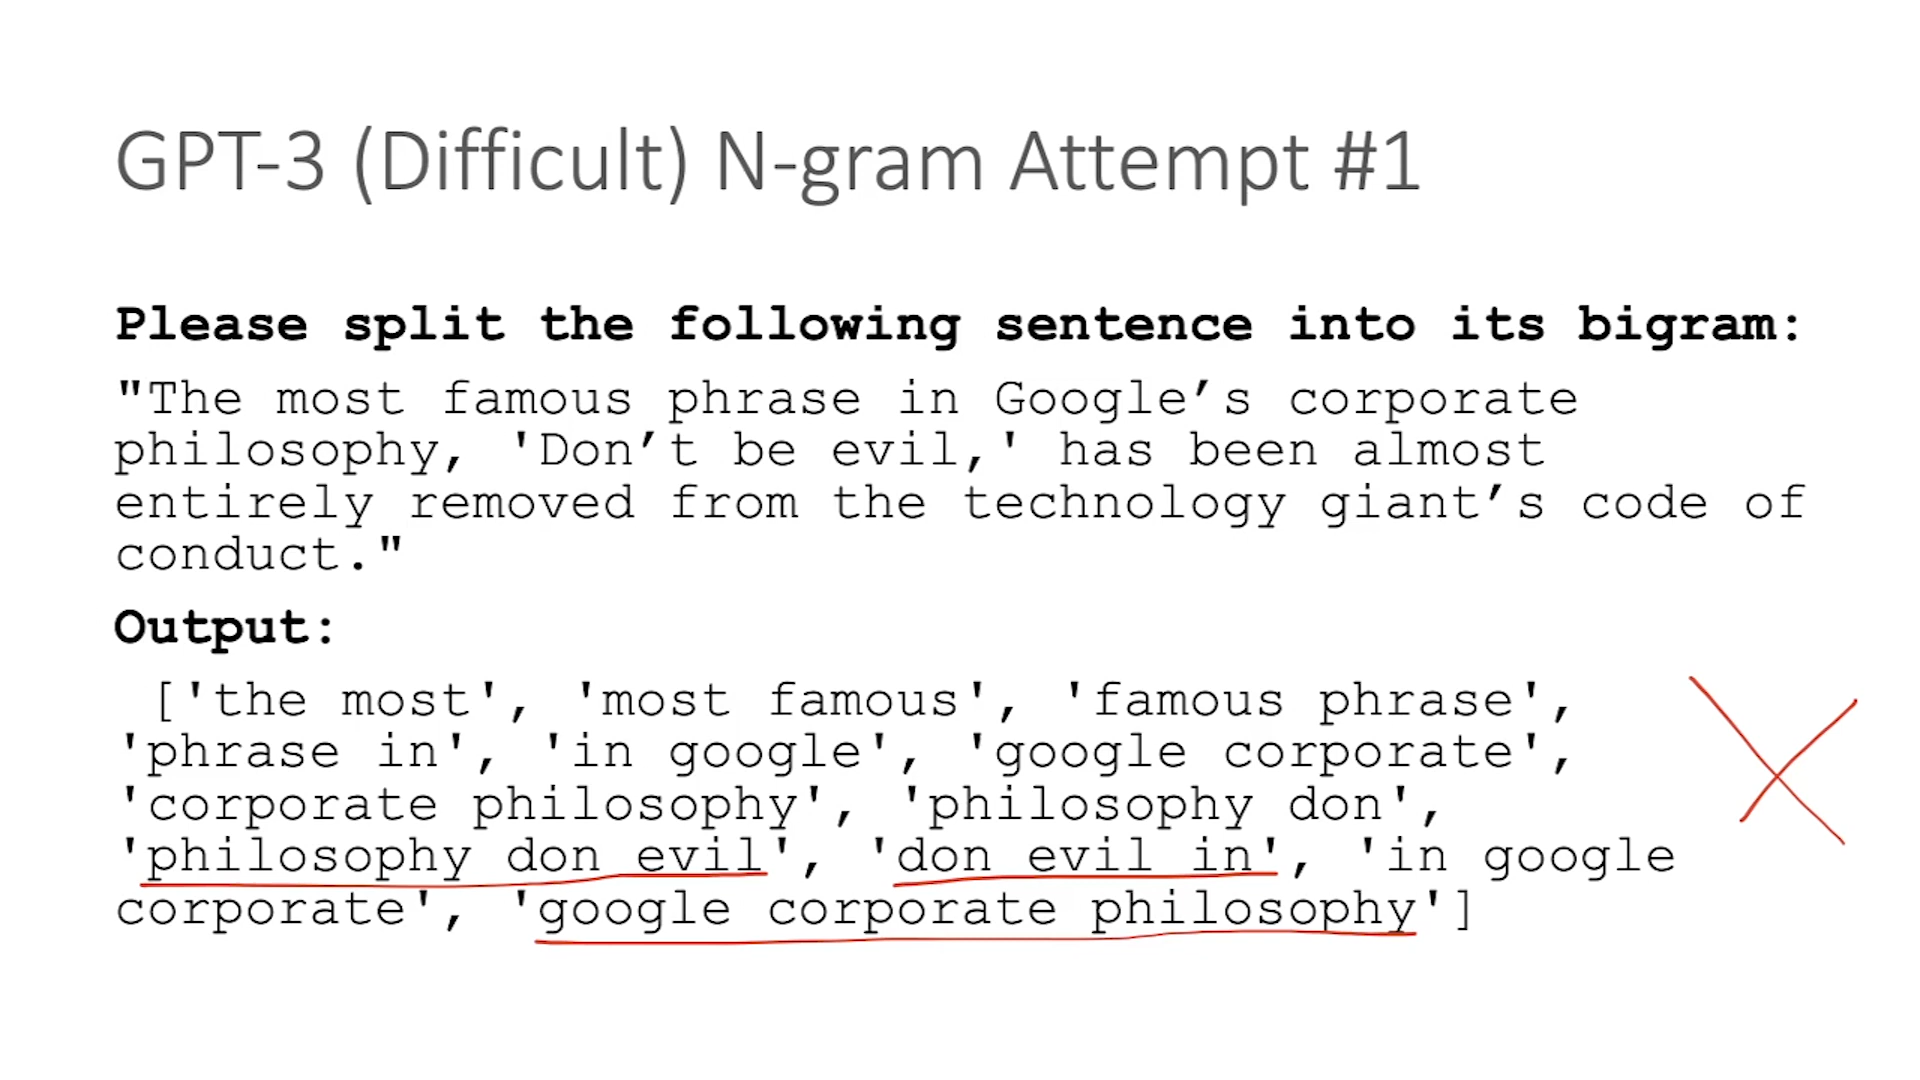 GPT-3 (Difficult) N-gram Attempt #1
Please split the following sentence into its bigram:
"The most famous phrase in Google’s corporate
philosophy, 'Don’t be evil,' has been almost
entirely removed from the technology giant’s code of
conduct."
Output:
['the most', 'most famous', 'famous phrase',
'phrase in', 'in google', 'google corporate',
'corporate philosophy', 'philosophy don',
'philosophy don evil', 'don evil in', 'in google
corporate', 'google corporate philosophy']